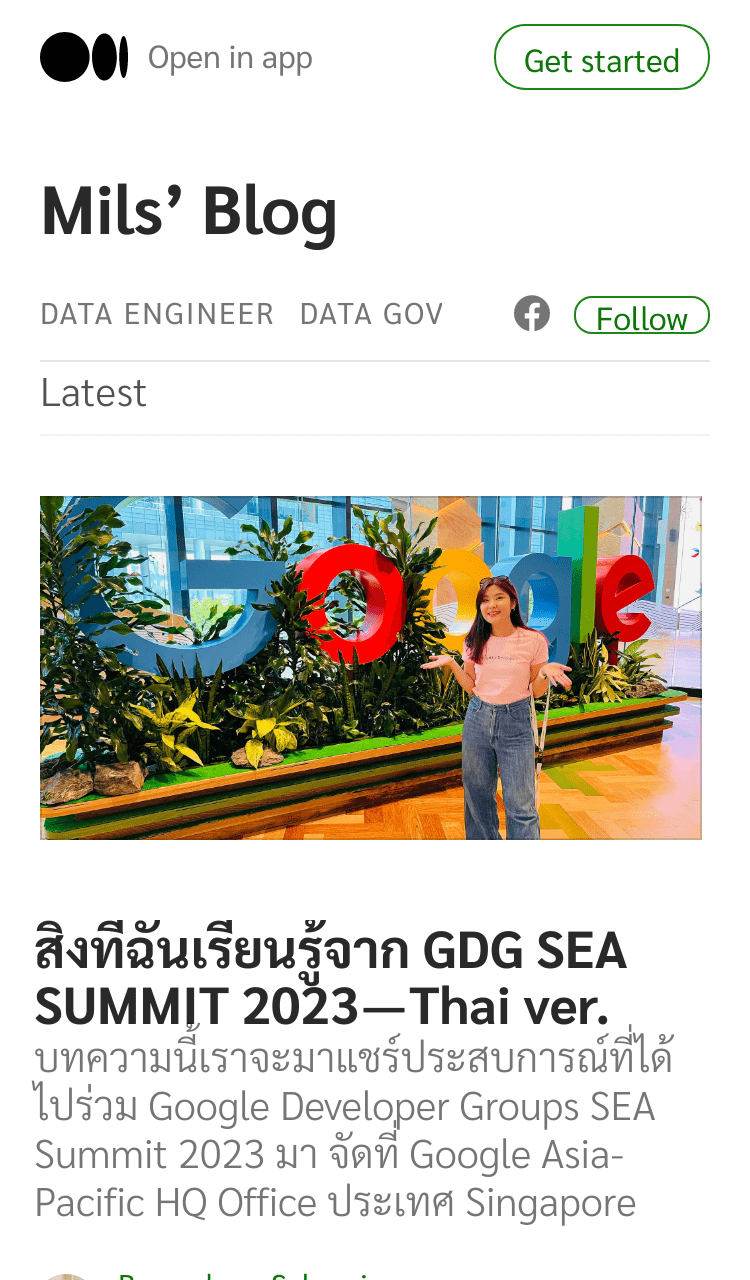 Open in app
Get started
Mils’ Blog
DATA ENGINEER DATA GOV
Follow
Latest
Google
สิ่งที่ฉันเรียนรู้จาก GDG SEA
SUMMIT 2023 — Thai ver.
บทความนี้เราจะมาแชร์ประสบการณ์ที่ได้
ไปร่วม Google Developer Groups SEA
Summit 2023 มา จัดที่ Google Asia-
Pacific HQ Office ประเทศ Singapore